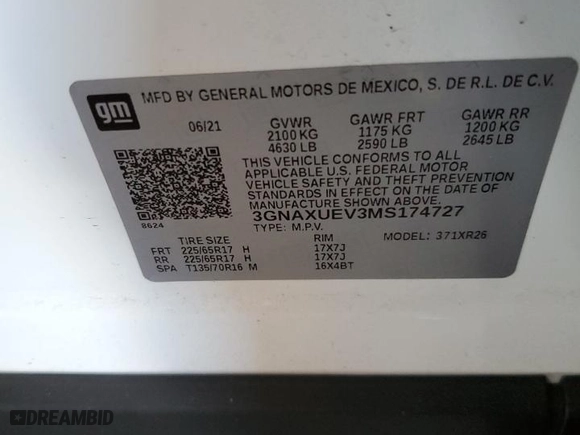 gm
MFD BY GENERAL MOTORS DE MEXICO, S. DE R.L. DE C.V.
06/21 GVWR GAWR FRT GAWR RR
2100 KG 1175 KG 1200 KG
4630 LB 2590 LB 2645 LB
THIS VEHICLE CONFORMS TO ALL
APPLICABLE U.S. FEDERAL MOTOR
VEHICLE SAFETY AND THEFT PREVENTION
STANDARDS IN EFFECT ON THE DATE OF
MANUFACTURE SHOWN ABOVE.
8624
3GNAXUEV3MS174727
TYPE: M.P.V. MODEL: 371XR26
TIRE SIZE RIM
FRT 225/65R17 H 17X7J
RR 225/65R17 H 17X7J
SPA T135/70R16 M 16X4BT
DREAMBID